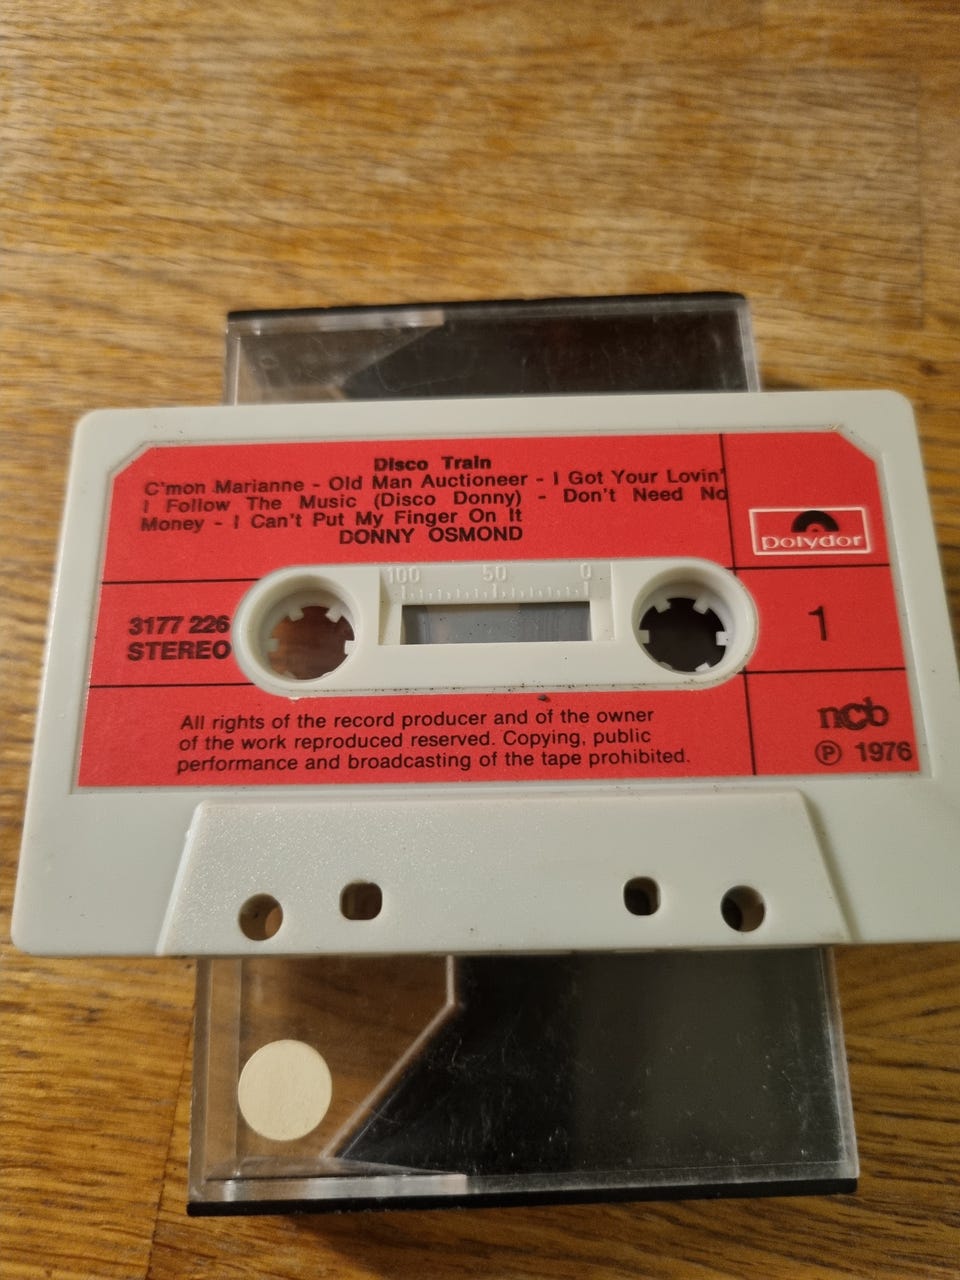 Disco Train
C'mon Marianne - Old Man Auctioneer - I Got Your Lovin'
I Follow The Music (Disco Donny) - Don't Need No
Money - I Can't Put My Finger On It
DONNY OSMOND
polydor
100 50 0
3177 226
STEREO
1
All rights of the record producer and of the owner
of the work reproduced reserved. Copying, public
performance and broadcasting of the tape prohibited.
ncb
℗ 1976